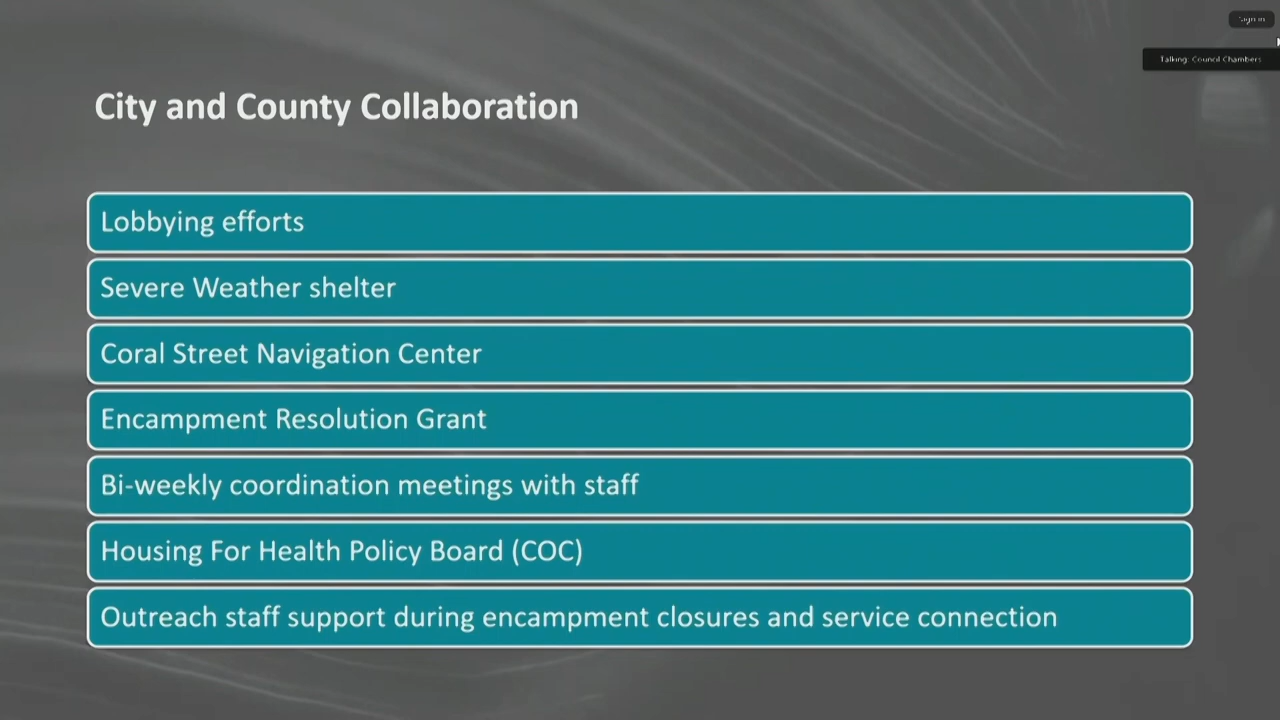 Sign in
Talking: Council Chambers
City and County Collaboration
Lobbying efforts
Severe Weather shelter
Coral Street Navigation Center
Encampment Resolution Grant
Bi-weekly coordination meetings with staff
Housing For Health Policy Board (COC)
Outreach staff support during encampment closures and service connection